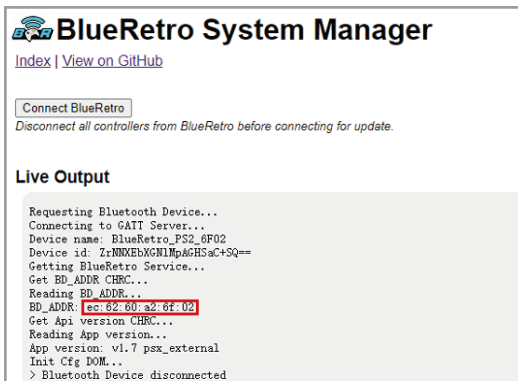 BlueRetro System Manager
Index | View on GitHub
Connect BlueRetro
Disconnect all controllers from BlueRetro before connecting for update.
Live Output
Requesting Bluetooth Device...
Connecting to GATT Server...
Device name: BlueRetro_PS2_6F02
Device id: ZrNNXEbXGNlMpAGHSaC+SQ==
Getting BlueRetro Service...
Get BD_ADDR CHRC...
Reading BD_ADDR...
BD_ADDR: ec:62:60:a2:6f:02
Get Api version CHRC...
Reading App version...
App version: v1.7 psx_external
Init Cfg DOM...
> Bluetooth Device disconnected